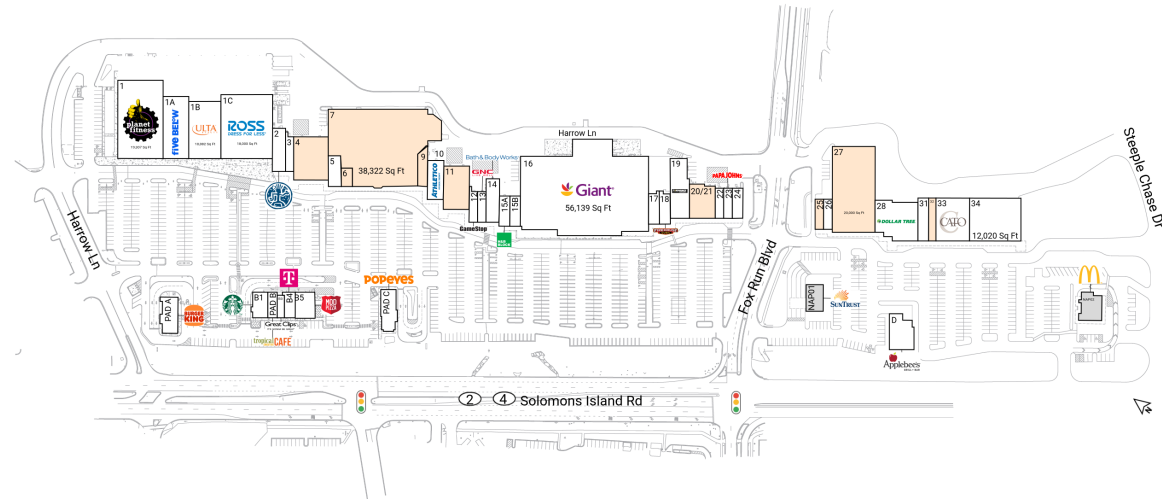 1
planet
fitness
1A
five BEL°W
1B
ULTA
1C
ROSS
DRESS FOR LESS
2
3
4
7
5
6
38,322 Sq Ft
9
10
ATHLETICO
11
Bath & Body Works
GNC
12
13
14
15A
15B
GameStop
Harrow Ln
16
Giant
56,139 Sq Ft
17
18
19
20/21
PAPA JOHNS
22
23
24
25
26
27
28
DOLLAR TREE
31
33
CATO
34
12,020 Sq Ft
Steeple Chase Dr
Harrow Ln
Fox Run Blvd
PAD A
BURGER
KING
B1
PAD B
B4
B5
T
Great Clips
tropical
CAFE
MOD
PIZZA
POPEYES
PAD C
NAP01
SUNTRUST
D
Applebee's
2
4
Solomons Island Rd
N